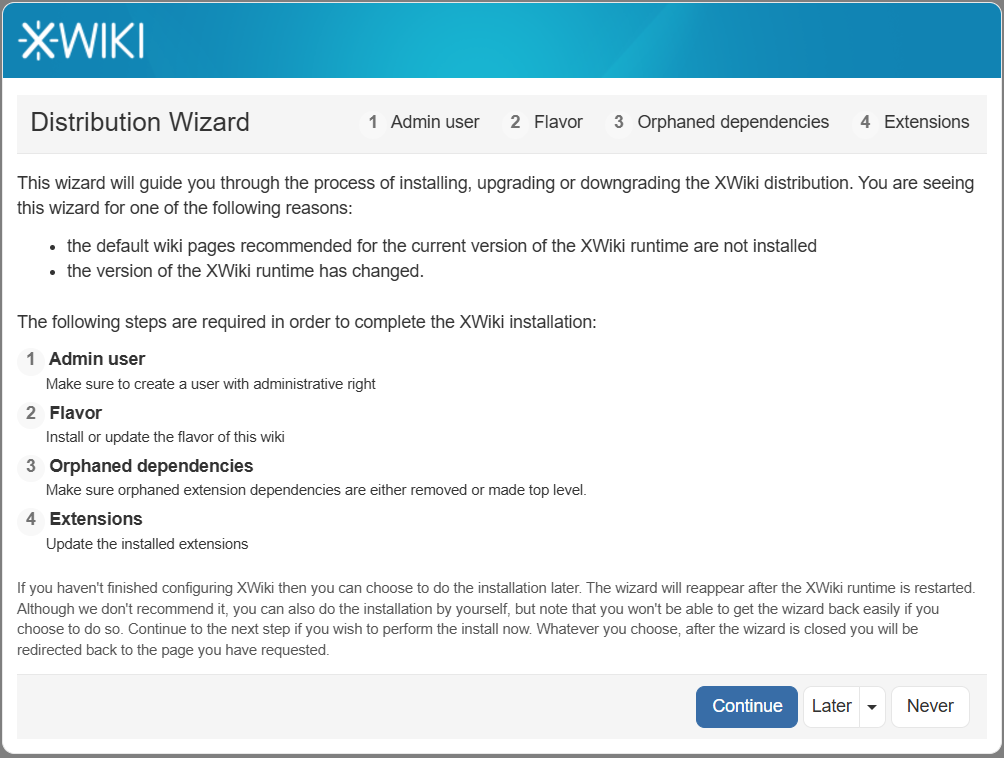 XWIKI
Distribution Wizard 1 Admin user 2 Flavor 3 Orphaned dependencies 4 Extensions
This wizard will guide you through the process of installing, upgrading or downgrading the XWiki distribution. You are seeing
this wizard for one of the following reasons:
• the default wiki pages recommended for the current version of the XWiki runtime are not installed
• the version of the XWiki runtime has changed.
The following steps are required in order to complete the XWiki installation:
1 Admin user
Make sure to create a user with administrative right
2 Flavor
Install or update the flavor of this wiki
3 Orphaned dependencies
Make sure orphaned extension dependencies are either removed or made top level.
4 Extensions
Update the installed extensions
If you haven't finished configuring XWiki then you can choose to do the installation later. The wizard will reappear after the XWiki runtime is restarted.
Although we don't recommend it, you can also do the installation by yourself, but note that you won't be able to get the wizard back easily if you
choose to do so. Continue to the next step if you wish to perform the install now. Whatever you choose, after the wizard is closed you will be
redirected back to the page you have requested.
Continue Later Never